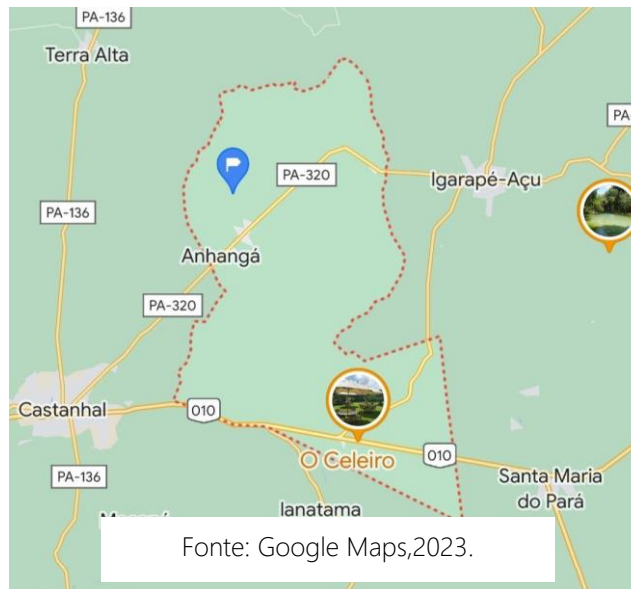 PA-136
Terra Alta
PA-320
Igarapé-Açu
PA-136
Anhangá
PA-320
Castanhal
010
010
O Celeiro
PA-136
Santa Maria
do Pará
Ianatama
Fonte: Google Maps,2023.